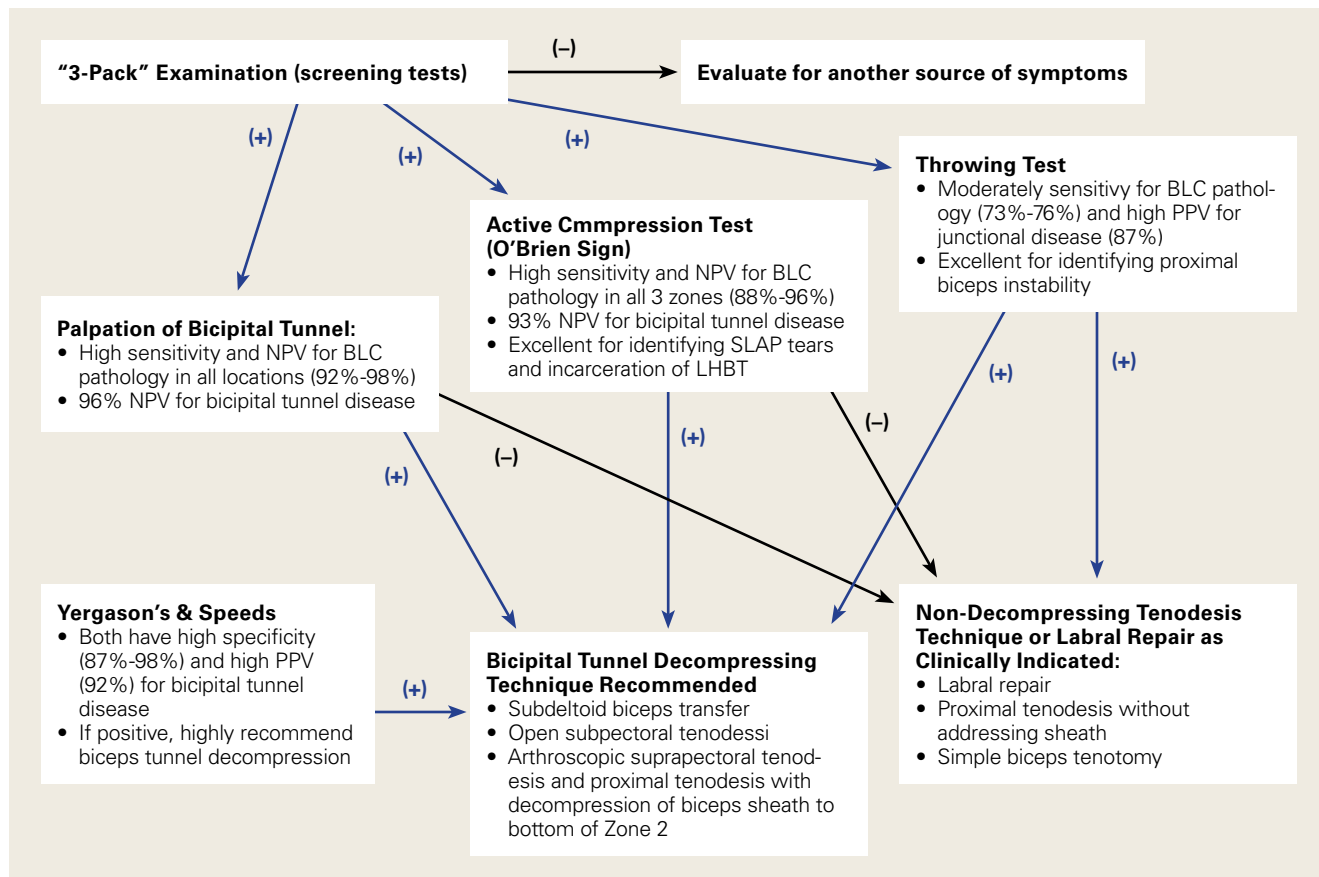 "3-Pack" Examination (screening tests)
(–)
Evaluate for another source of symptoms
(+)
(+)
(+)
Throwing Test
• Moderately sensitivy for BLC pathol-
ogy (73%-76%) and high PPV for
junctional disease (87%)
• Excellent for identifying proximal
biceps instability
Active Cmmpression Test
(O'Brien Sign)
• High sensitivity and NPV for BLC
pathology in all 3 zones (88%-96%)
• 93% NPV for bicipital tunnel disease
• Excellent for identifying SLAP tears
and incarceration of LHBT
Palpation of Bicipital Tunnel:
• High sensitivity and NPV for BLC
pathology in all locations (92%-98%)
• 96% NPV for bicipital tunnel disease
(+)
(–)
(+)
(–)
(+)
(+)
Yergason's & Speeds
• Both have high specificity
(87%-98%) and high PPV
(92%) for bicipital tunnel
disease
• If positive, highly recommend
biceps tunnel decompression
(+)
Bicipital Tunnel Decompressing
Technique Recommended
• Subdeltoid biceps transfer
• Open subpectoral tenodessi
• Arthroscopic suprapectoral tenod-
esis and proximal tenodesis with
decompression of biceps sheath to
bottom of Zone 2
Non-Decompressing Tenodesis
Technique or Labral Repair as
Clinically Indicated:
• Labral repair
• Proximal tenodesis without
addressing sheath
• Simple biceps tenotomy